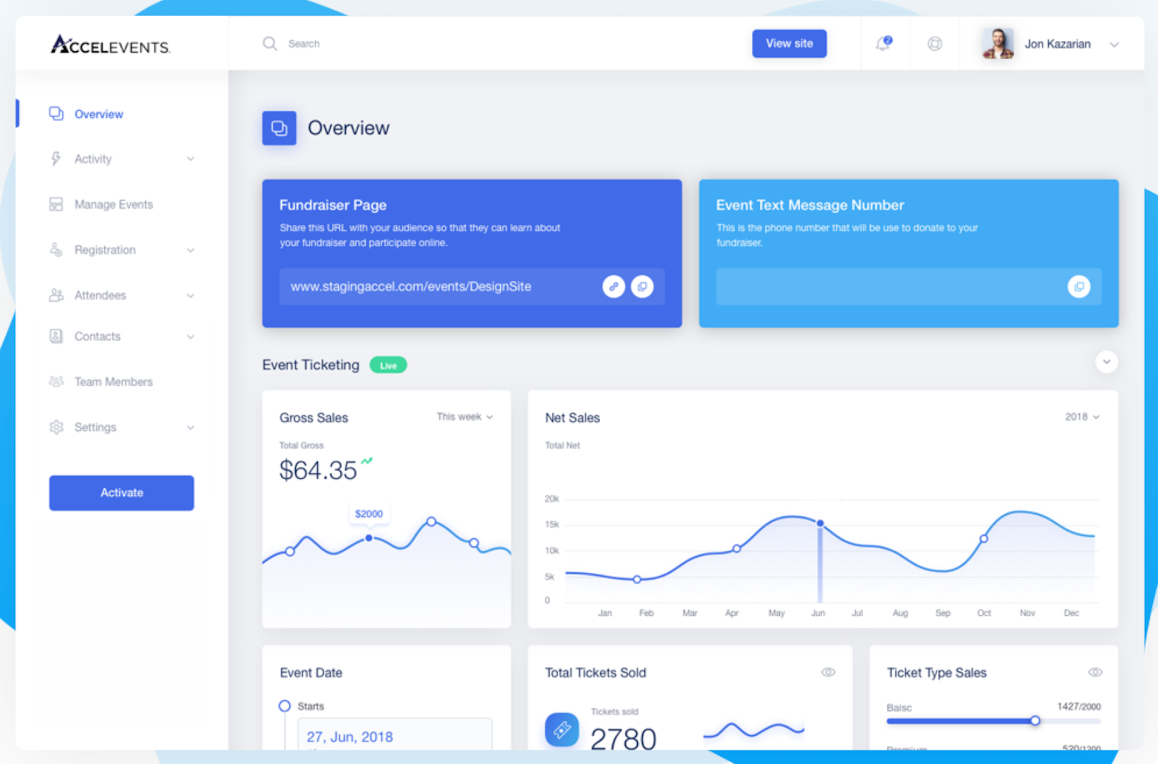 ACCELEVENTS
Search
View site
2
Jon Kazarian
Overview
Activity
Manage Events
Registration
Attendees
Contacts
Team Members
Settings
Activate
Overview
Fundraiser Page
Share this URL with your audience so that they can learn about
your fundraiser and participate online.
www.stagingaccel.com/events/DesignSite
Event Text Message Number
This is the phone number that will be use to donate to your
fundraiser.
Event Ticketing
Live
Gross Sales
This week
Total Gross
$64.35
$2000
Net Sales
2018
Total Net
20k
15k
10k
5k
0
Jan Feb Mar Apr May Jun Jul Aug Sep Oct Nov Dec
Event Date
Starts
27, Jun, 2018
Total Tickets Sold
Tickets sold
2780
Ticket Type Sales
Baisc
1427/2000
Premium
520/1200